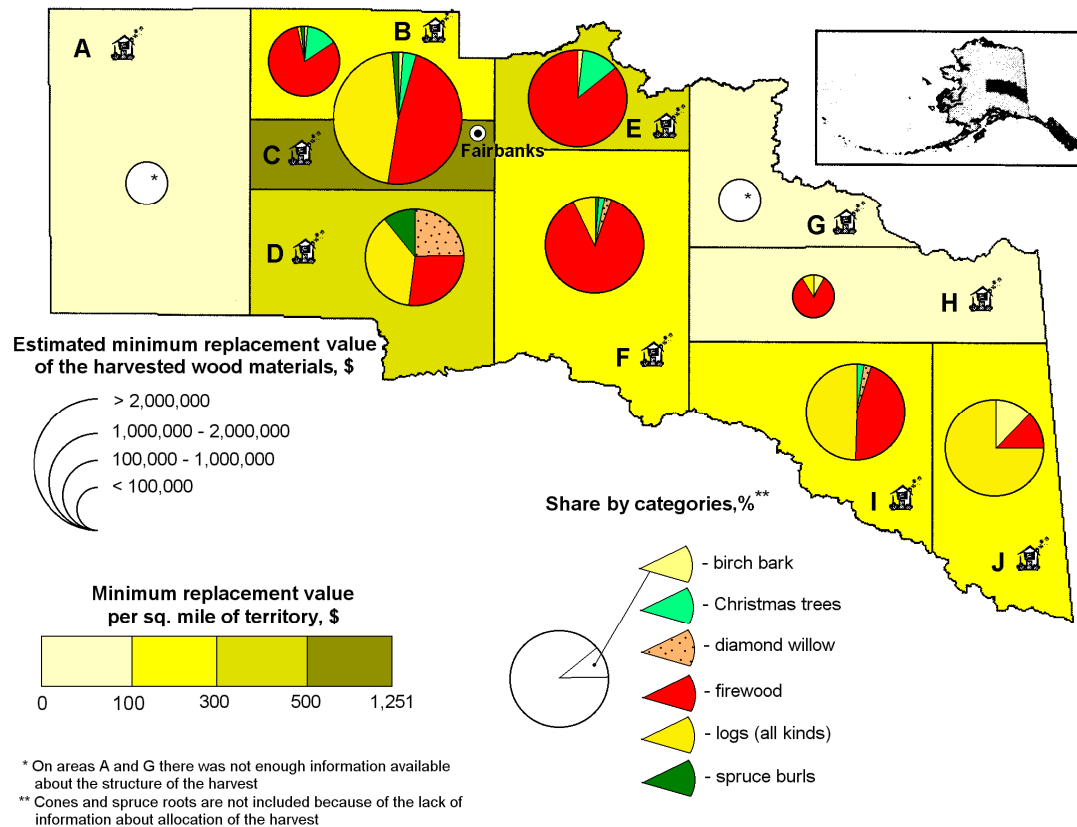 A
B
C
Fairbanks
D
E
F
G
H
I
J
*
*
Estimated minimum replacement value
of the harvested wood materials, $
> 2,000,000
1,000,000 - 2,000,000
100,000 - 1,000,000
< 100,000
Minimum replacement value
per sq. mile of territory, $
0 100 300 500 1,251
Share by categories,%**
- birch bark
- Christmas trees
- diamond willow
- firewood
- logs (all kinds)
- spruce burls
* On areas A and G there was not enough information available
about the structure of the harvest
** Cones and spruce roots are not included because of the lack of
information about allocation of the harvest